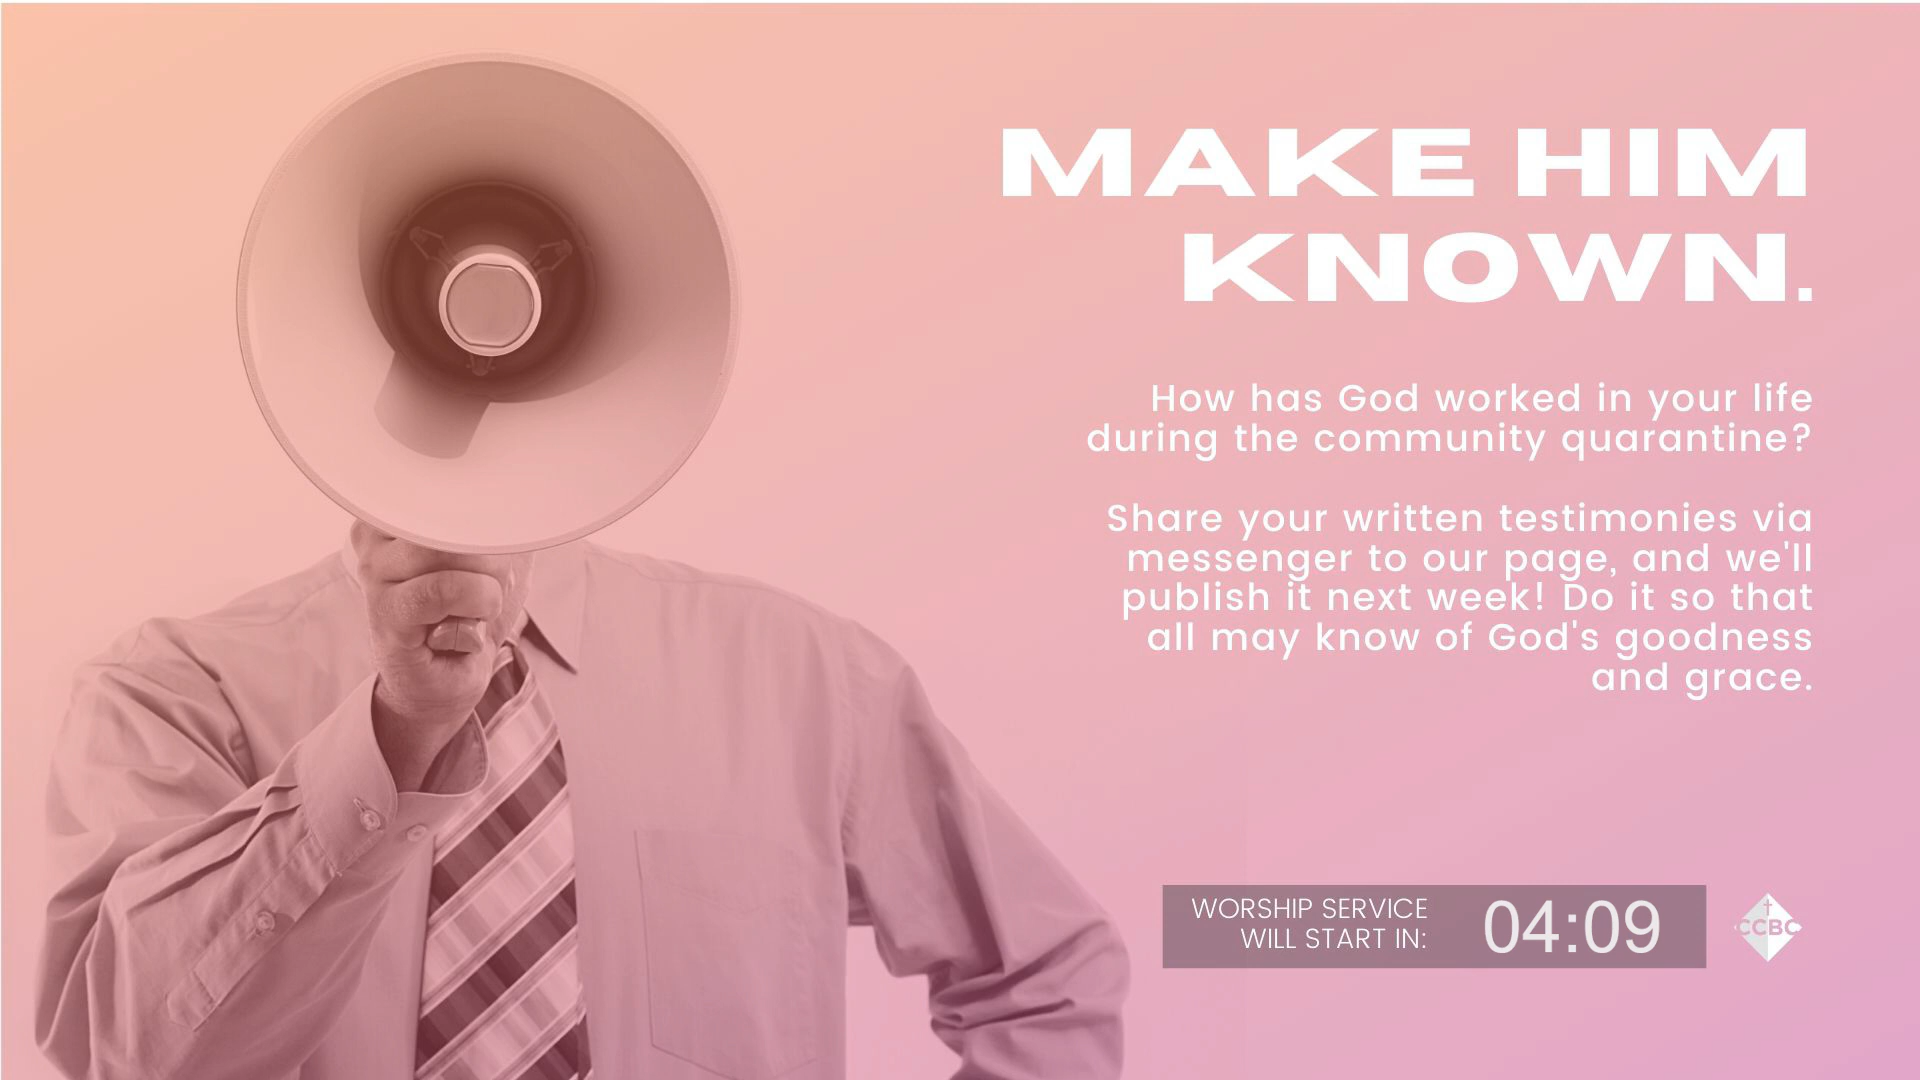 MAKE HIM
KNOWN.
How has God worked in your life
during the community quarantine?
Share your written testimonies via
messenger to our page, and we'll
publish it next week! Do it so that
all may know of God's goodness
and grace.
WORSHIP SERVICE
WILL START IN:
04:09
CCBC